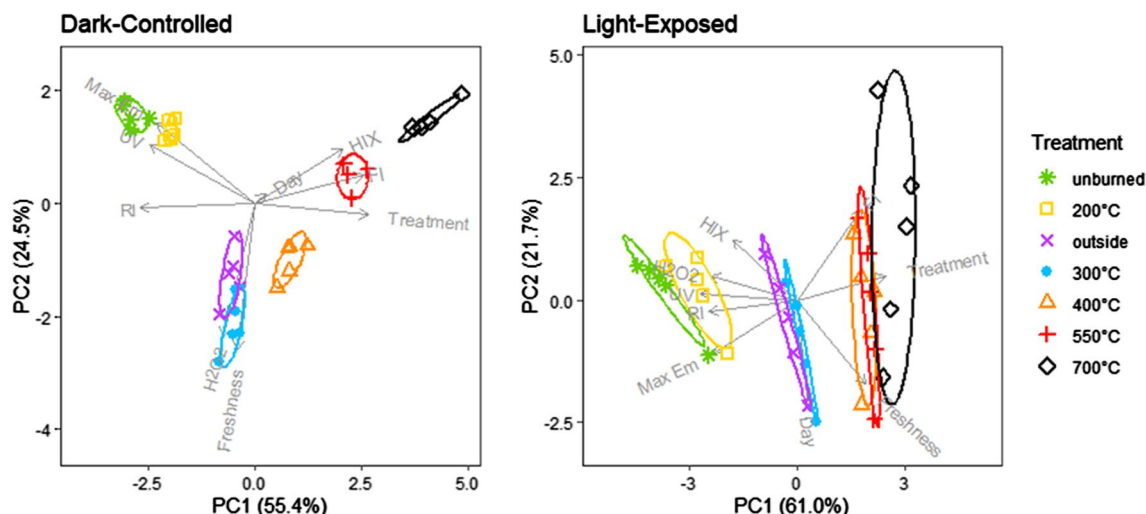 Dark-Controlled
PC2 (24.5%)
2
0
-2
-4
Max Em
UV
RI
Day
HIX
FI
Treatment
H2O2
Freshness
-2.5
0.0
2.5
5.0
PC1 (55.4%)
Light-Exposed
PC2 (21.7%)
5.0
2.5
0.0
-2.5
HIX
H2O2
UV
RI
Max Em
Day
Treatment
Freshness
-3
0
3
PC1 (61.0%)
Treatment
unburned
200°C
outside
300°C
400°C
550°C
700°C